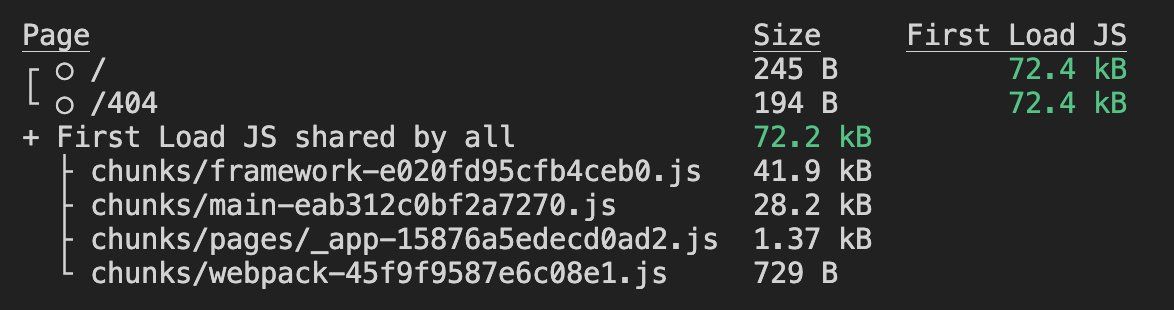 Page Size First Load JS
┌ ○ / 245 B 72.4 kB
└ ○ /404 194 B 72.4 kB
+ First Load JS shared by all 72.2 kB
├ chunks/framework-e020fd95cfb4ceb0.js 41.9 kB
├ chunks/main-eab312c0bf2a7270.js 28.2 kB
├ chunks/pages/_app-15876a5edecd0ad2.js 1.37 kB
└ chunks/webpack-45f9f9587e6c08e1.js 729 B